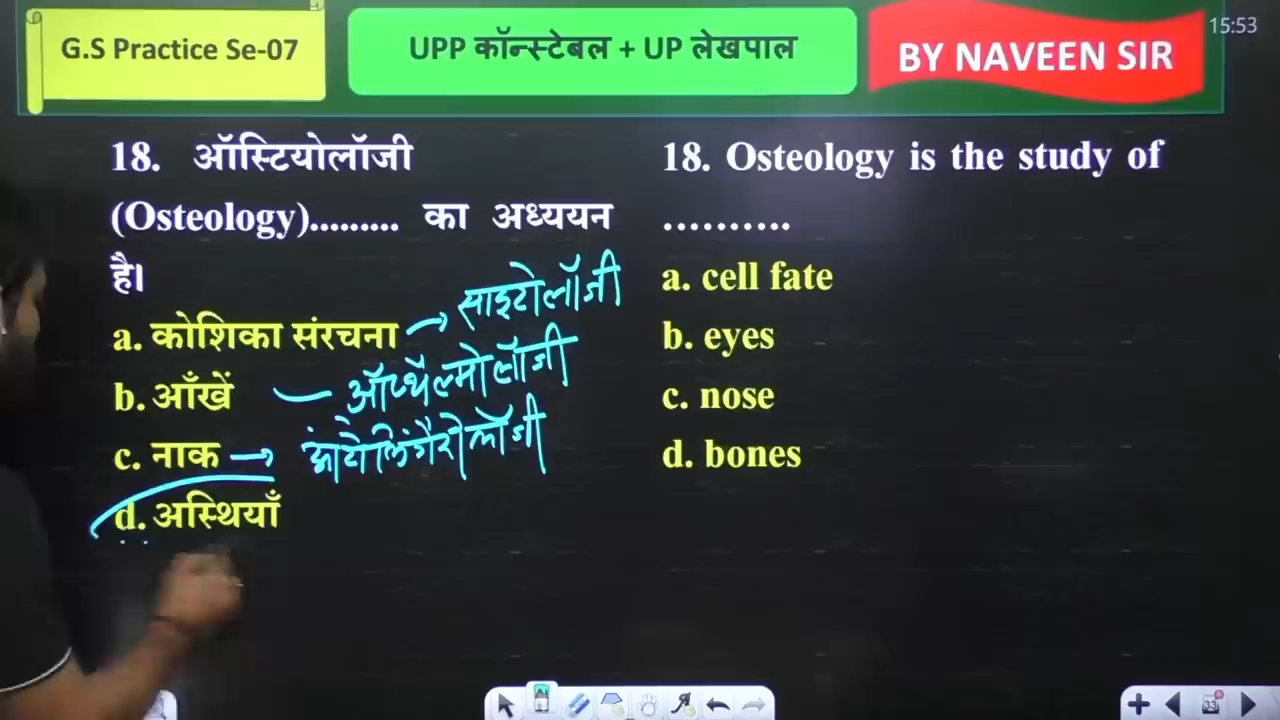 G.S Practice Se-07
UPP कॉन्स्टेबल + UP लेखपाल
BY NAVEEN SIR
15:53
18. ऑस्टियोलॉजी
(Osteology)......... का अध्ययन
है।
a. कोशिका संरचना → साइटोलॉजी
b. आँखें – ऑप्थैल्मोलॉजी
c. नाक →
d. अस्थियाँ
18. Osteology is the study of
...........
a. cell fate
b. eyes
c. nose
d. bones
33